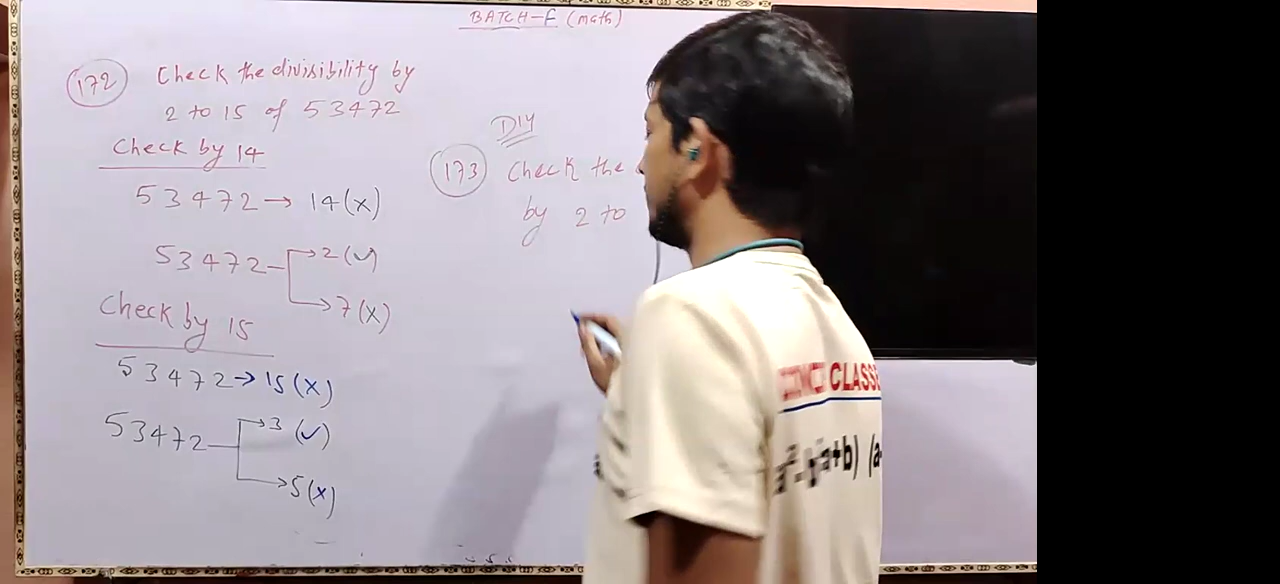 BATCH-F (math)
172 Check the divisibility by
2 to 15 of 53472
Check by 14
53472 → 14(x)
53472 → 2(✓)
→ 7(x)
Check by 15
53472 → 15(x)
53472 → 3(✓)
→ 5(x)
DIY
173 Check the
by 2 to
CLASSE
(a+b) (a